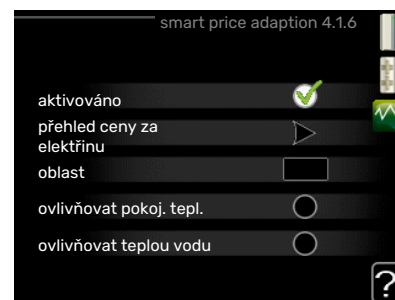 smart price adaption 4.1.6
aktivováno
přehled ceny za
elektřinu
oblast
ovlivňovat pokoj. tepl.
ovlivňovat teplou vodu
?